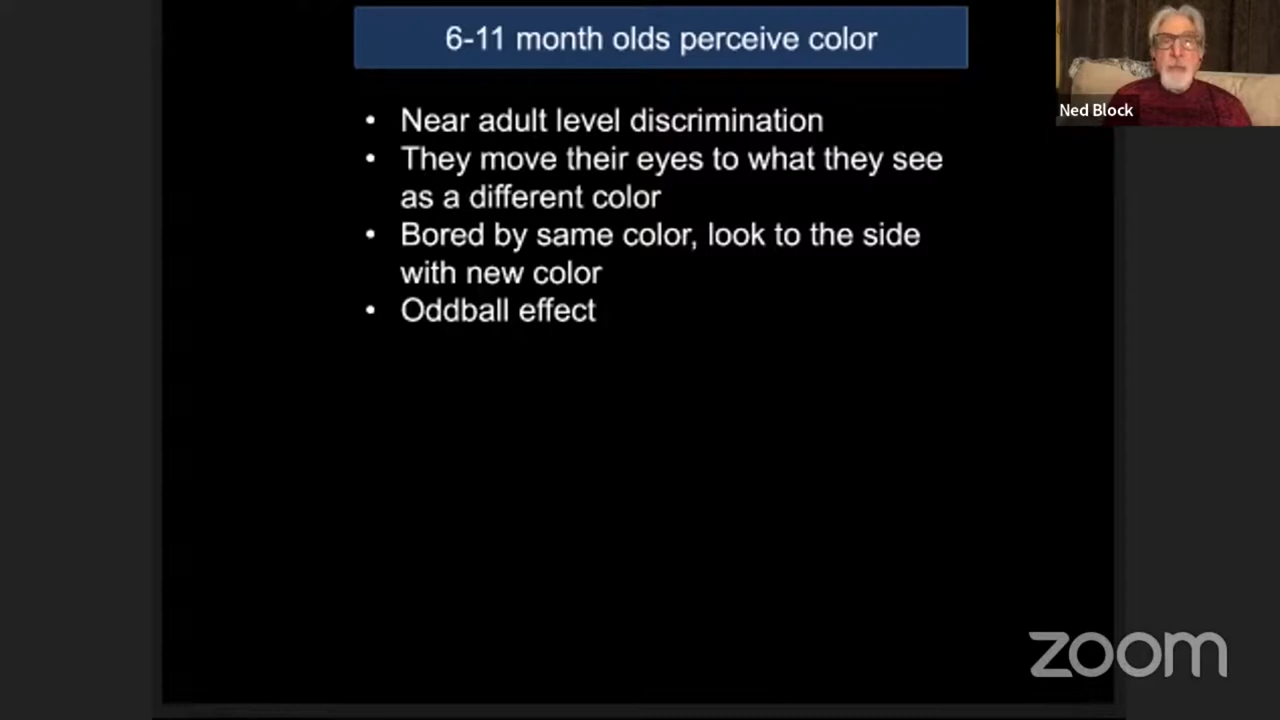 6-11 month olds perceive color
Ned Block
• Near adult level discrimination
• They move their eyes to what they see
as a different color
• Bored by same color, look to the side
with new color
• Oddball effect
zoom